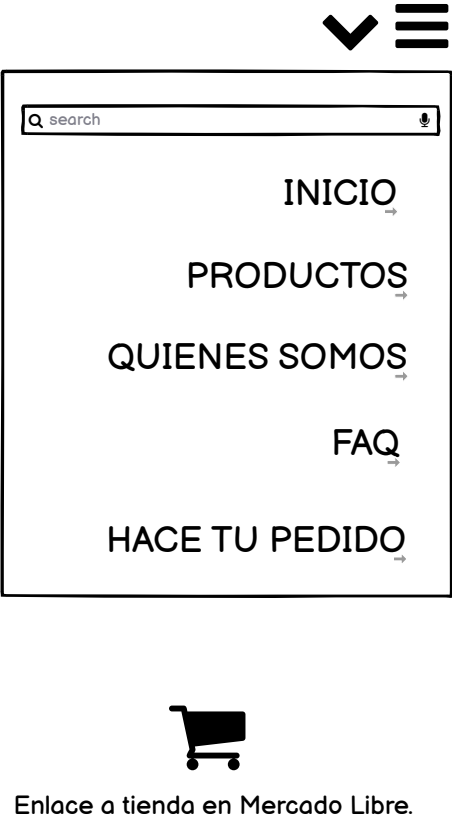 search
INICIO
PRODUCTOS
QUIENES SOMOS
FAQ
HACE TU PEDIDO
Enlace a tienda en Mercado Libre.